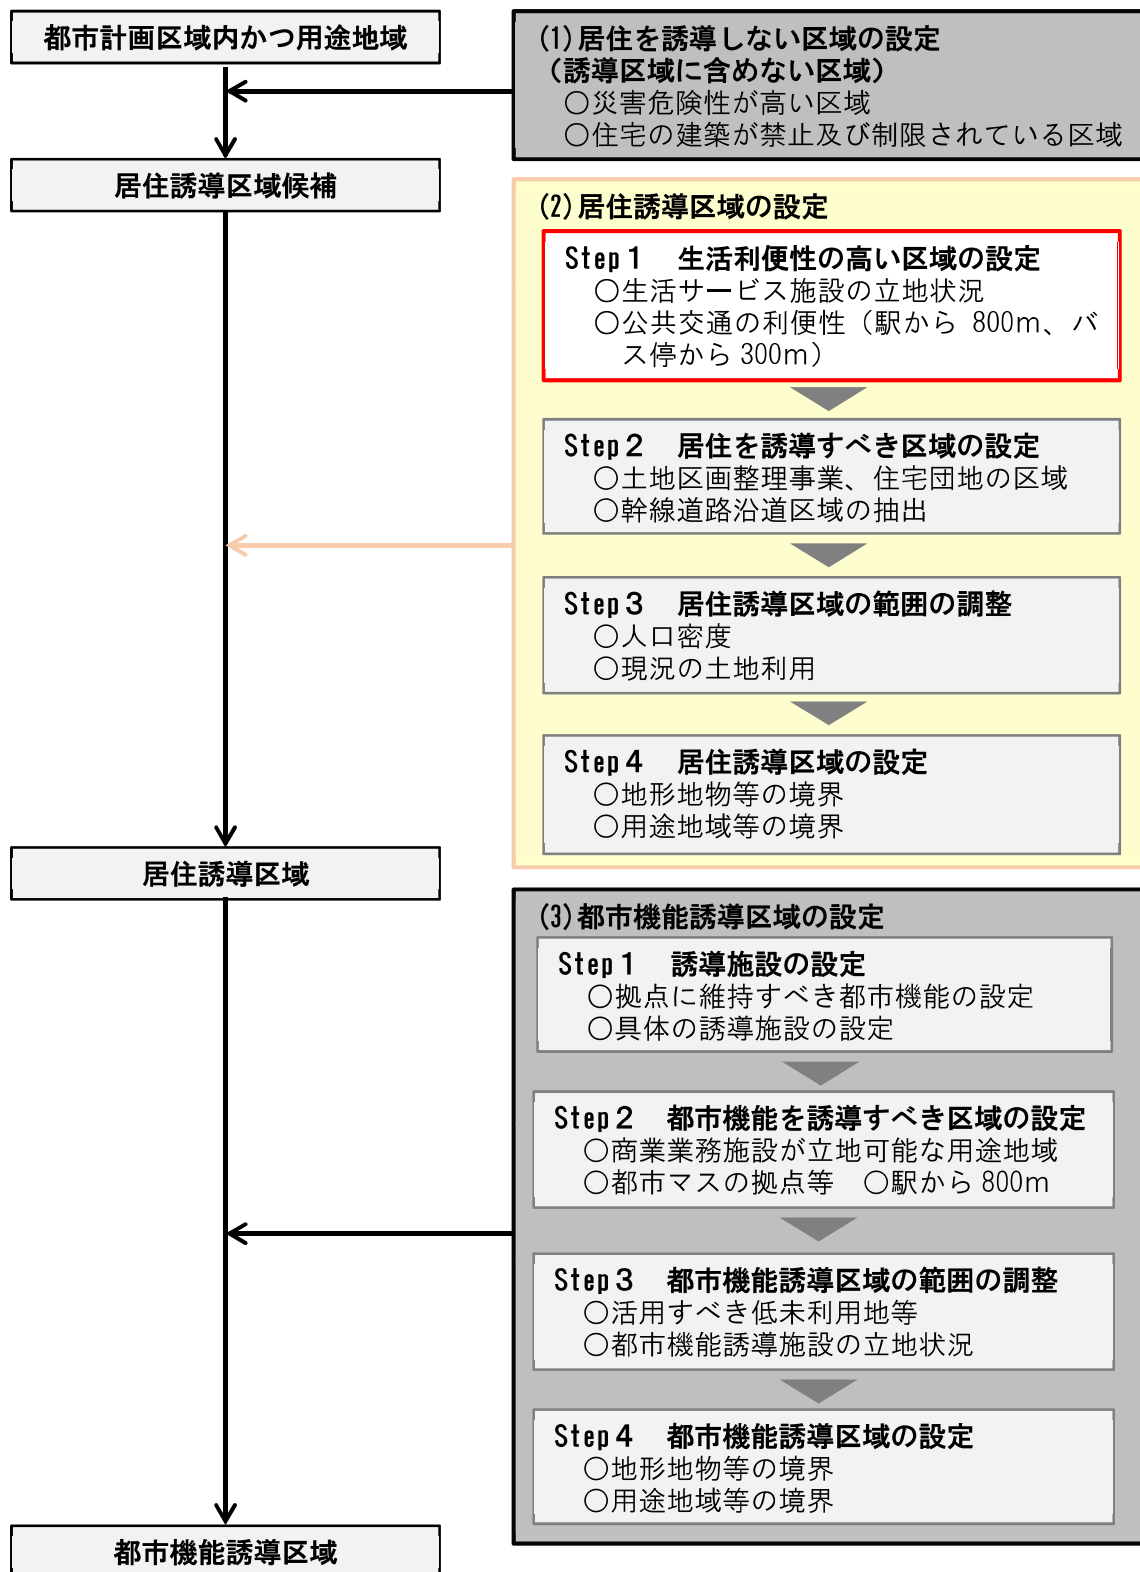 都市計画区域内かつ用途地域
(1)居住を誘導しない区域の設定
（誘導区域に含めない区域）
○災害危険性が高い区域
○住宅の建築が禁止及び制限されている区域
居住誘導区域候補
(2)居住誘導区域の設定
Step１　生活利便性の高い区域の設定
○生活サービス施設の立地状況
○公共交通の利便性（駅から 800m、バ
ス停から 300m）
Step２　居住を誘導すべき区域の設定
○土地区画整理事業、住宅団地の区域
○幹線道路沿道区域の抽出
Step３　居住誘導区域の範囲の調整
○人口密度
○現況の土地利用
Step４　居住誘導区域の設定
○地形地物等の境界
○用途地域等の境界
居住誘導区域
(3)都市機能誘導区域の設定
Step１　誘導施設の設定
○拠点に維持すべき都市機能の設定
○具体の誘導施設の設定
Step２　都市機能を誘導すべき区域の設定
○商業業務施設が立地可能な用途地域
○都市マスの拠点等　○駅から 800m
Step３　都市機能誘導区域の範囲の調整
○活用すべき低未利用地等
○都市機能誘導施設の立地状況
Step４　都市機能誘導区域の設定
○地形地物等の境界
○用途地域等の境界
都市機能誘導区域